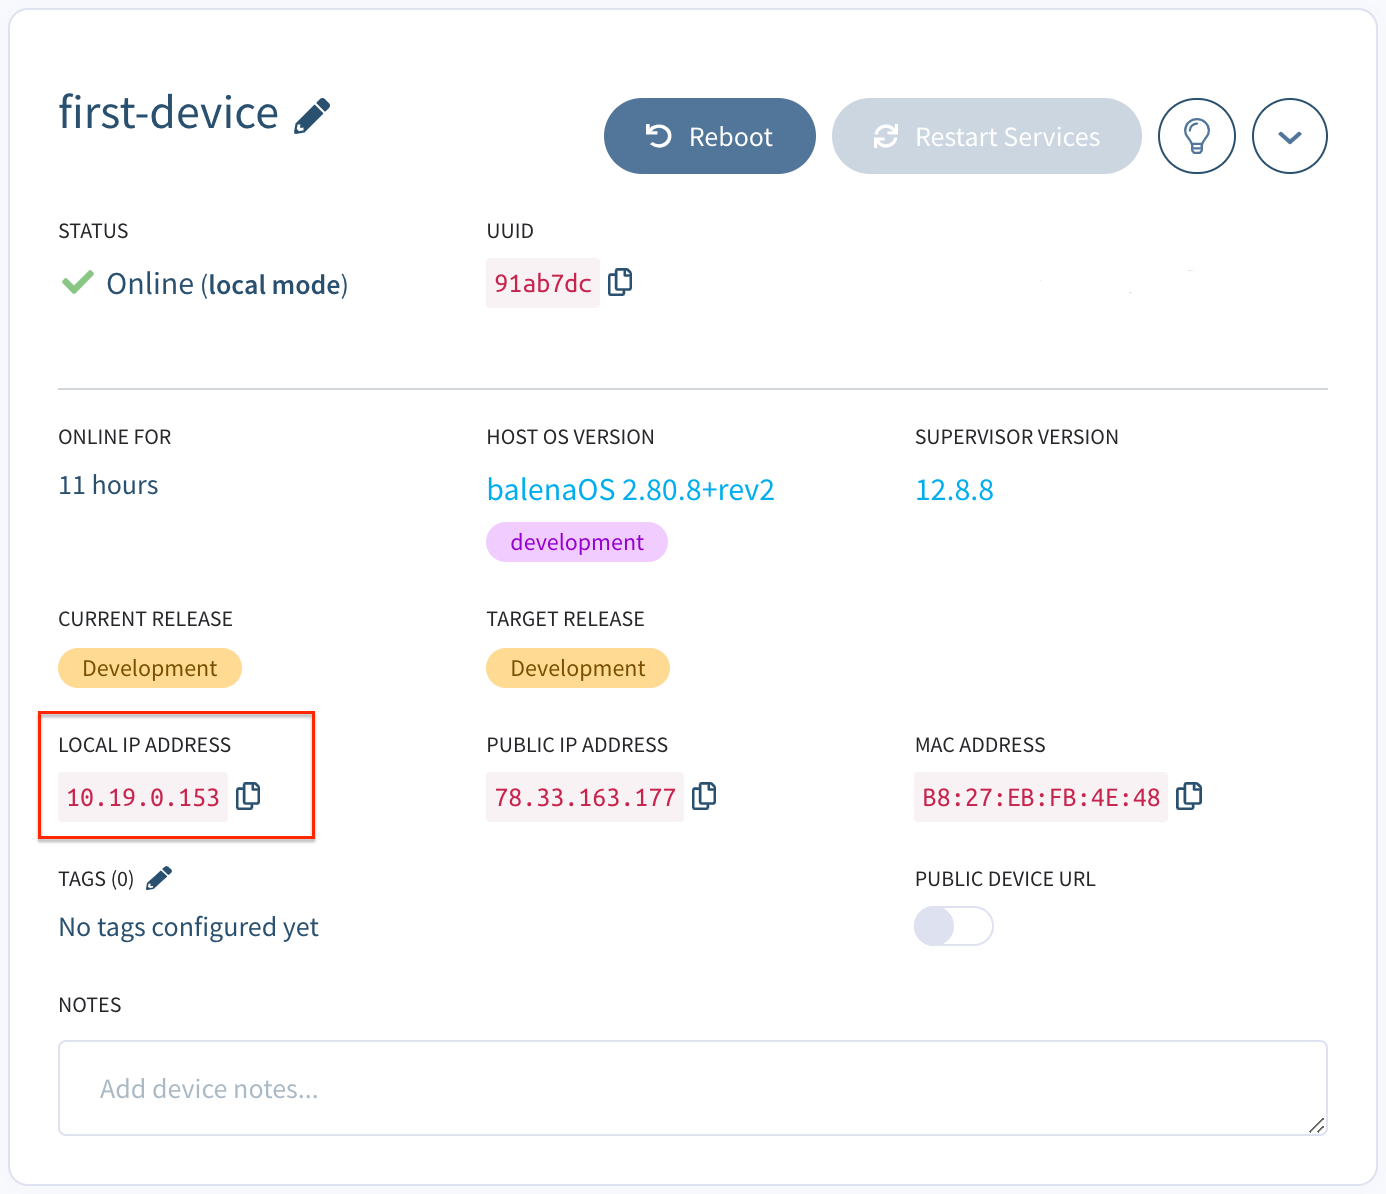 first-device
Reboot
Restart Services
STATUS
UUID
Online (local mode)
91ab7dc
ONLINE FOR
HOST OS VERSION
SUPERVISOR VERSION
11 hours
balenaOS 2.80.8+rev2
12.8.8
development
CURRENT RELEASE
TARGET RELEASE
Development
Development
LOCAL IP ADDRESS
PUBLIC IP ADDRESS
MAC ADDRESS
10.19.0.153
78.33.163.177
B8:27:EB:FB:4E:48
TAGS (0)
PUBLIC DEVICE URL
No tags configured yet
NOTES
Add device notes...